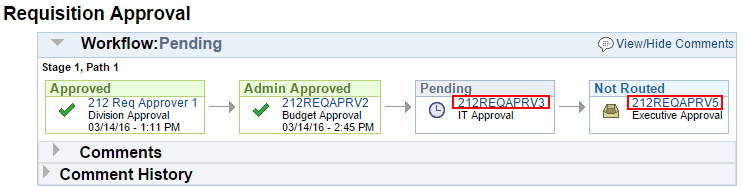 Requisition Approval
Workflow:Pending
View/Hide Comments
Stage 1, Path 1
Approved
212 Req Approver 1
Division Approval
03/14/16 - 1:11 PM
Admin Approved
212REQAPRV2
Budget Approval
03/14/16 - 2:45 PM
Pending
212REQAPRV3
IT Approval
Not Routed
212REQAPRV5
Executive Approval
Comments
Comment History